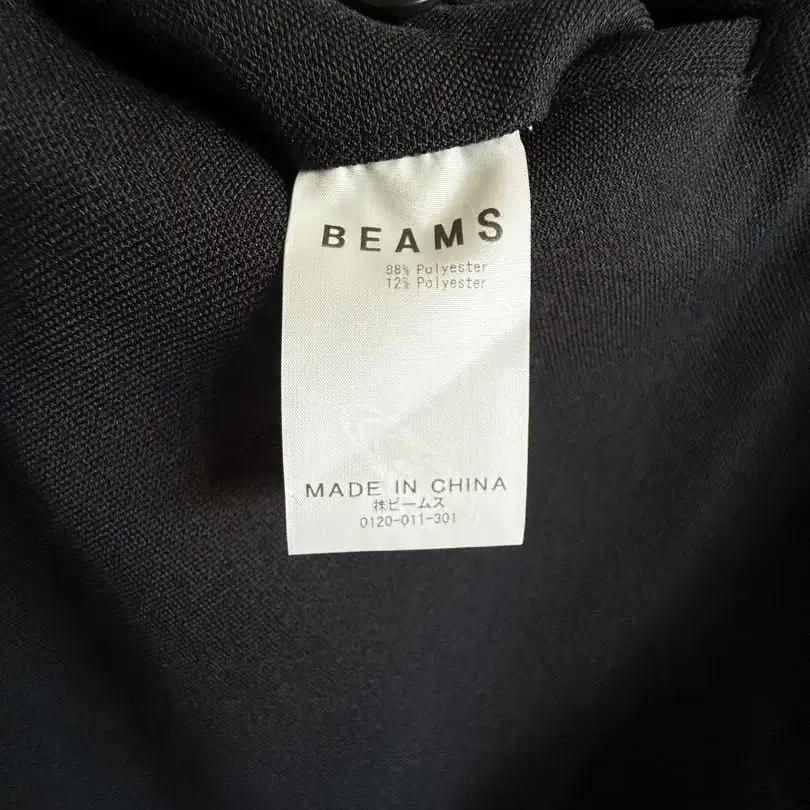 BEAMS
88% Polyester
12% Polyester
MADE IN CHINA
㈱ビームス
0120-011-301